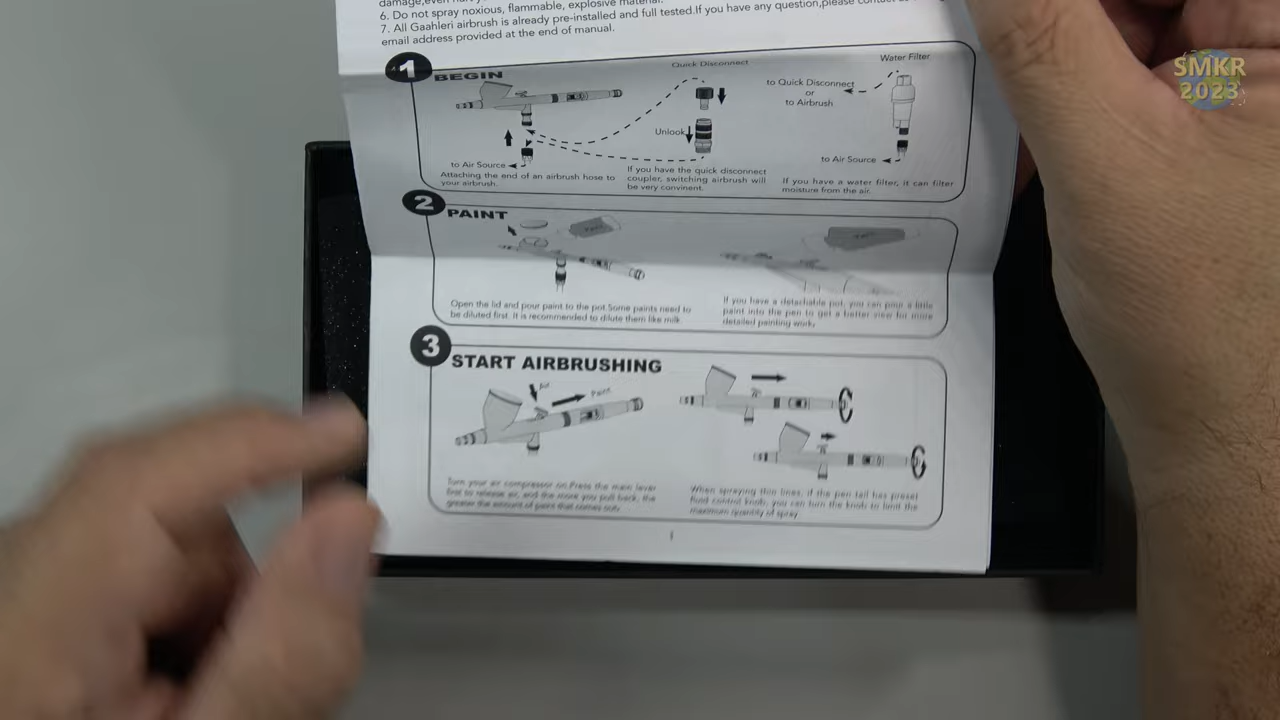 6. Do not spray noxious, flammable, explosive material.
7. All Gaahleri airbrush is already pre-installed and full tested.If you have any question,please
email address provided at the end of manual.
SMKR
2023
1 BEGIN
Quick Disconnect
Water Filter
to Quick Disconnect
or
to Airbrush
Unlook
to Air Source
to Air Source
Attaching the end of an airbrush hose to
your airbrush.
If you have the quick disconnect
coupler, switching airbrush will
be very convinent.
If you have a water filter, it can filter
moisture from the air.
2 PAINT
Open the lid and pour paint to the pot Some paints need to
be diluted first. It is recommended to dilute them like milk.
If you have a detachable pot, you can pour a little
paint into the pen to get a better view for more
detailed painting work.
3 START AIRBRUSHING
Air
Paint
Turn your air compressor on.Press the main lever
first to release air, and the more you pull back, the
greater the amount of paint that comes out.
When spraying thin lines, if the pen tail has preset
fluid control knob, you can turn the knob to limit the
maximum quantity of spray